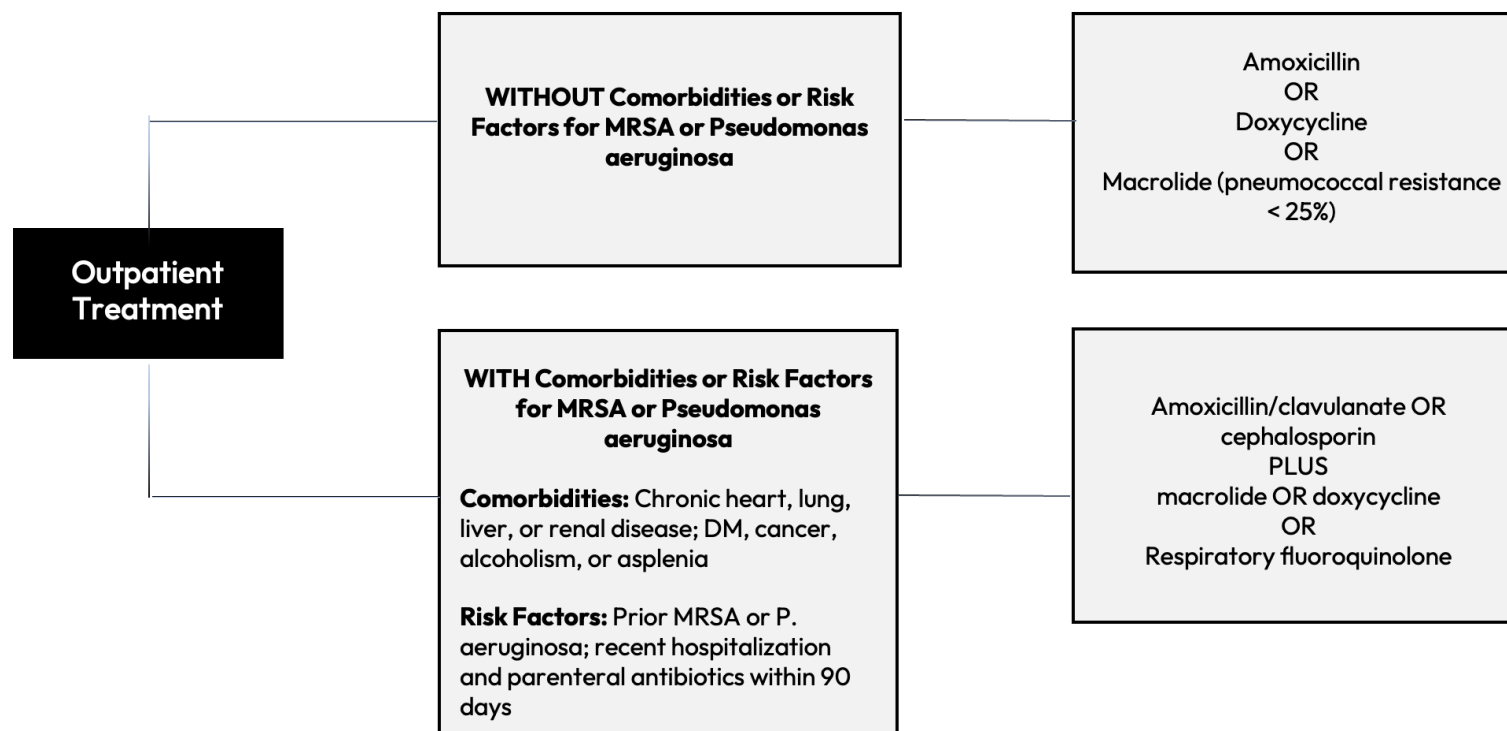 Outpatient
Treatment
WITHOUT Comorbidities or Risk
Factors for MRSA or Pseudomonas
aeruginosa
Amoxicillin
OR
Doxycycline
OR
Macrolide (pneumococcal resistance
< 25%)
WITH Comorbidities or Risk Factors
for MRSA or Pseudomonas
aeruginosa
Comorbidities: Chronic heart, lung,
liver, or renal disease; DM, cancer,
alcoholism, or asplenia
Risk Factors: Prior MRSA or P.
aeruginosa; recent hospitalization
and parenteral antibiotics within 90
days
Amoxicillin/clavulanate OR
cephalosporin
PLUS
macrolide OR doxycycline
OR
Respiratory fluoroquinolone